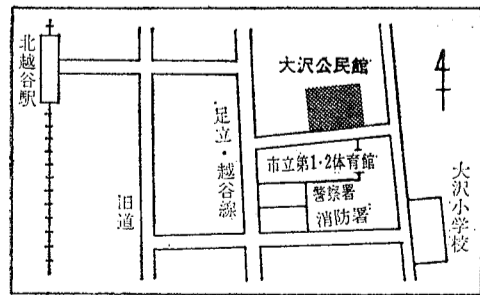 北越谷駅
旧道
足立・越谷線
大沢公民館
市立第1・2体育館
警察署
消防署
大沢小学校
4